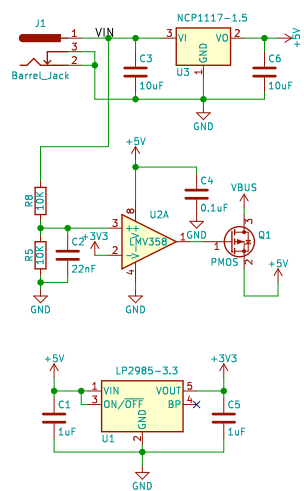 J1
VIN
NCP1117-1.5
1
3
2
Barrel_Jack
C3
10uF
3
VI
VO
2
GND
U3
1
C6
10uF
+5V
GND
+5V
R8
10K
R5
10K
C2
22nF
+3V3
GND
8
U2A
3
+
LMV358
2
-
V+
V-
4
1
GND
C4
0.1uF
GND
VBUS
3
Q1
1
PMOS
2
+5V
+5V
LP2985-3.3
+3V3
1
VIN
VOUT
5
3
ON/OFF
BP
4
GND
U1
2
C1
1uF
C5
1uF
GND